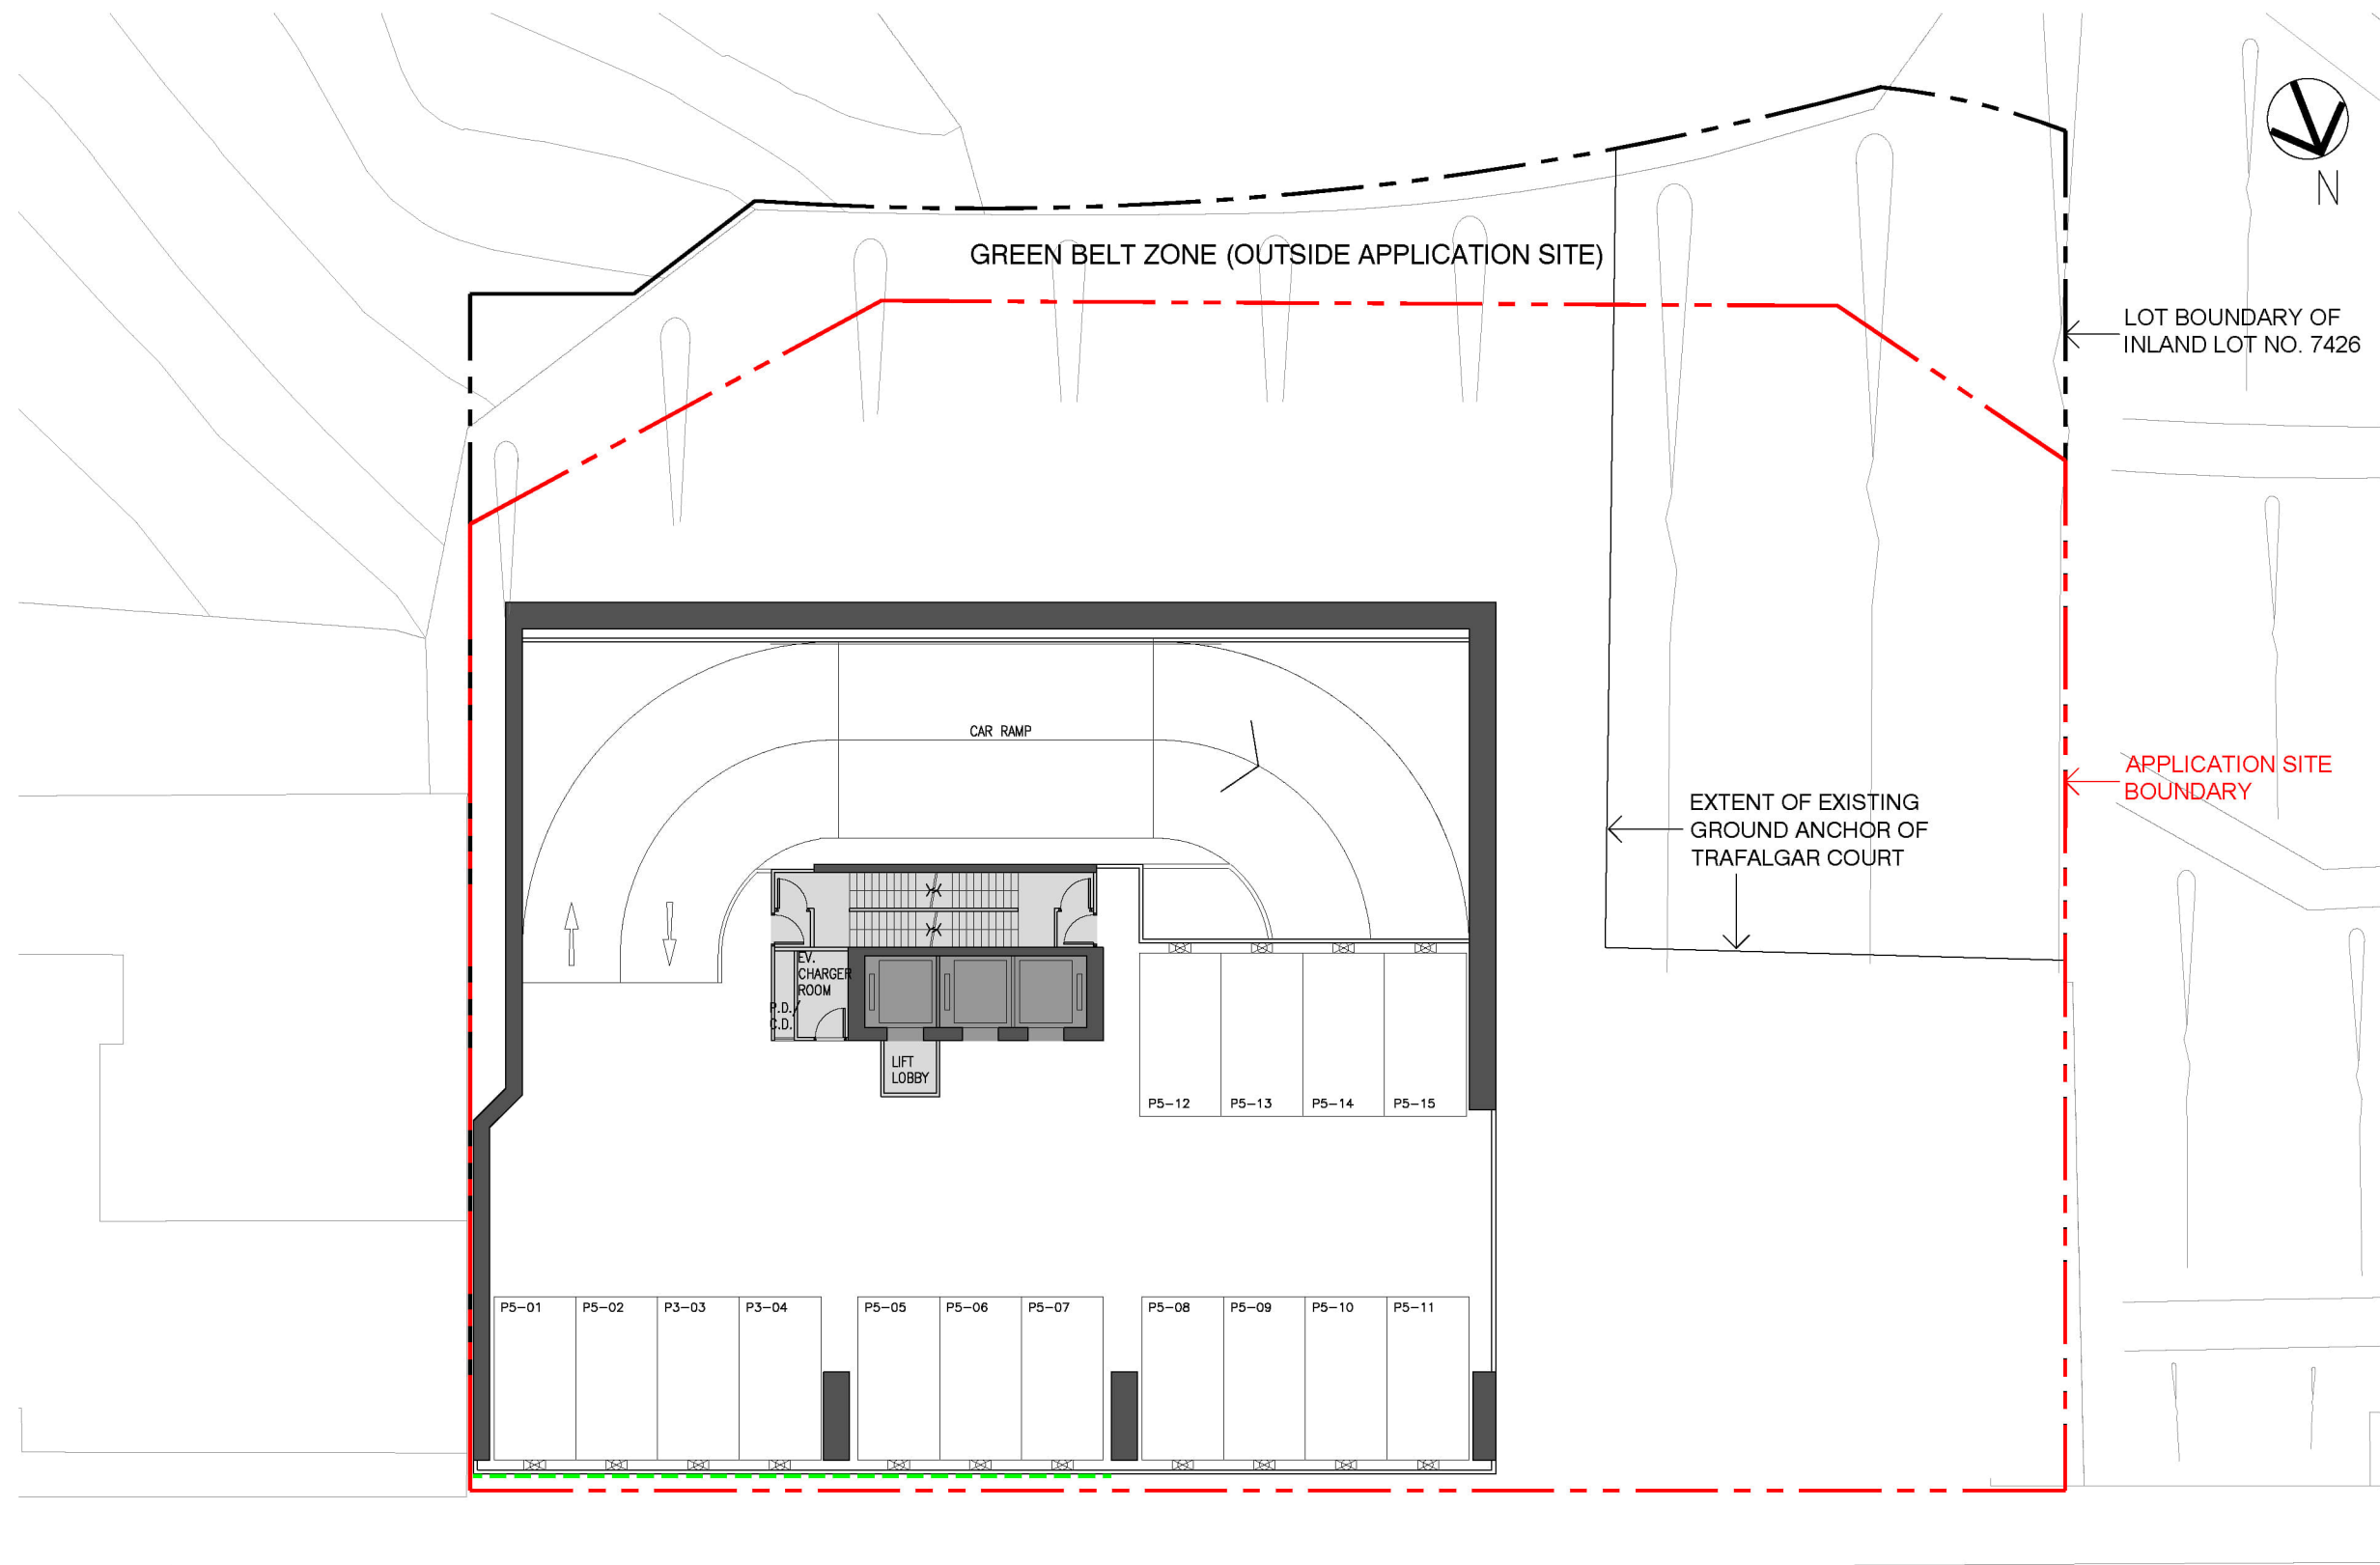 N
GREEN BELT ZONE (OUTSIDE APPLICATION SITE)
LOT BOUNDARY OF
INLAND LOT NO. 7426
CAR RAMP
APPLICATION SITE
BOUNDARY
EXTENT OF EXISTING
GROUND ANCHOR OF
TRAFALGAR COURT
EV.
CHARGER
ROOM
P.D./
C.D.
LIFT
LOBBY
P5-12
P5-13
P5-14
P5-15
P5-01
P5-02
P3-03
P3-04
P5-05
P5-06
P5-07
P5-08
P5-09
P5-10
P5-11